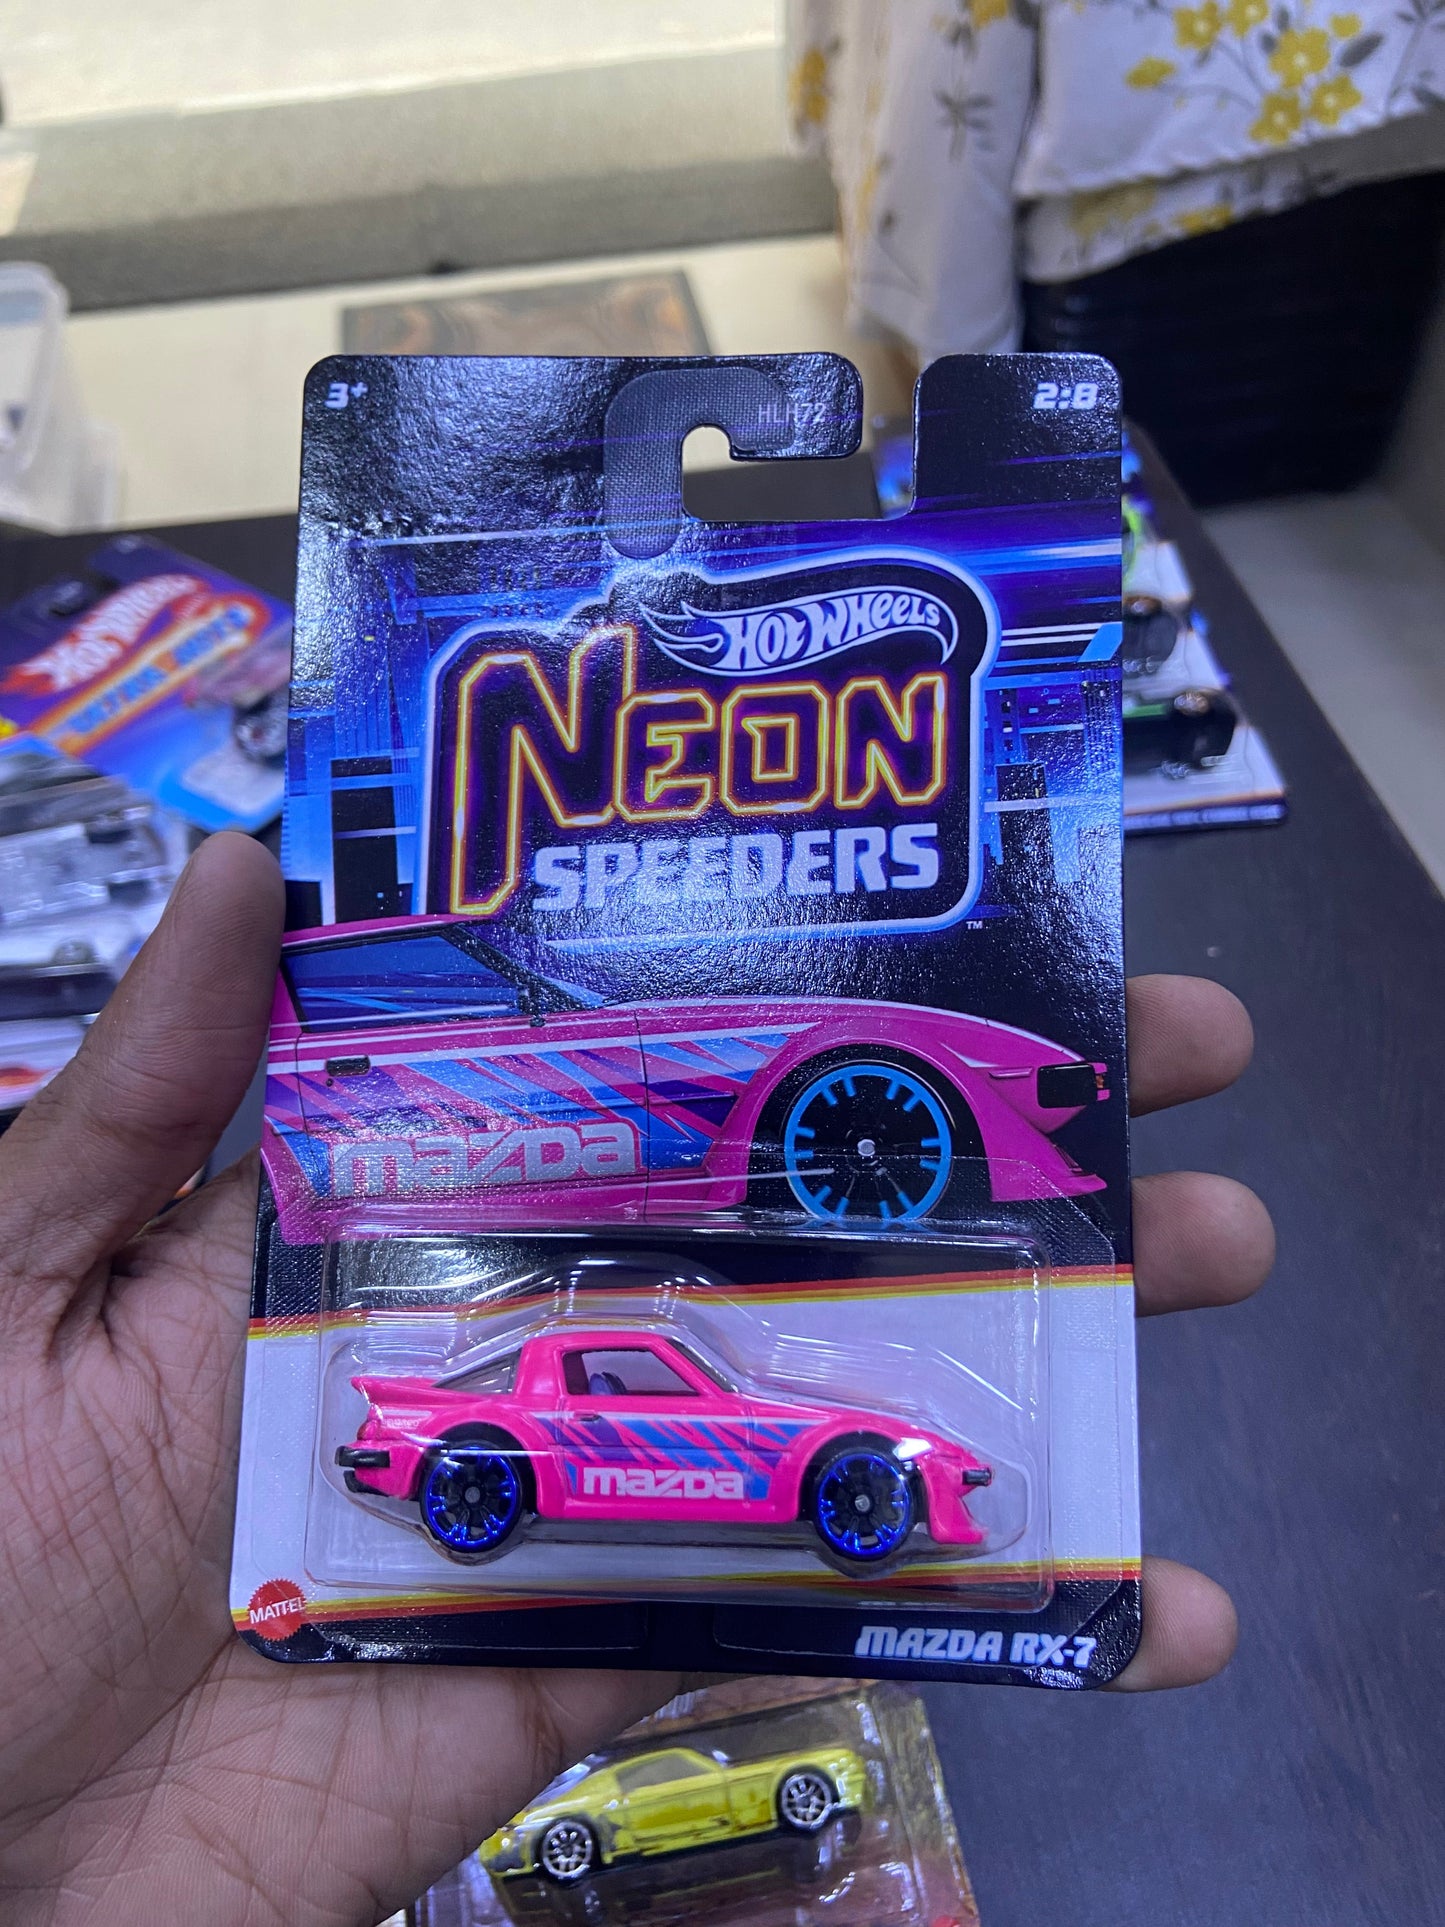 3+
HLH72
2:8
HOT WHEELS
NEON
SPEEDERS
TM
mazda
mazda
MATTEL
MAZDA RX-7